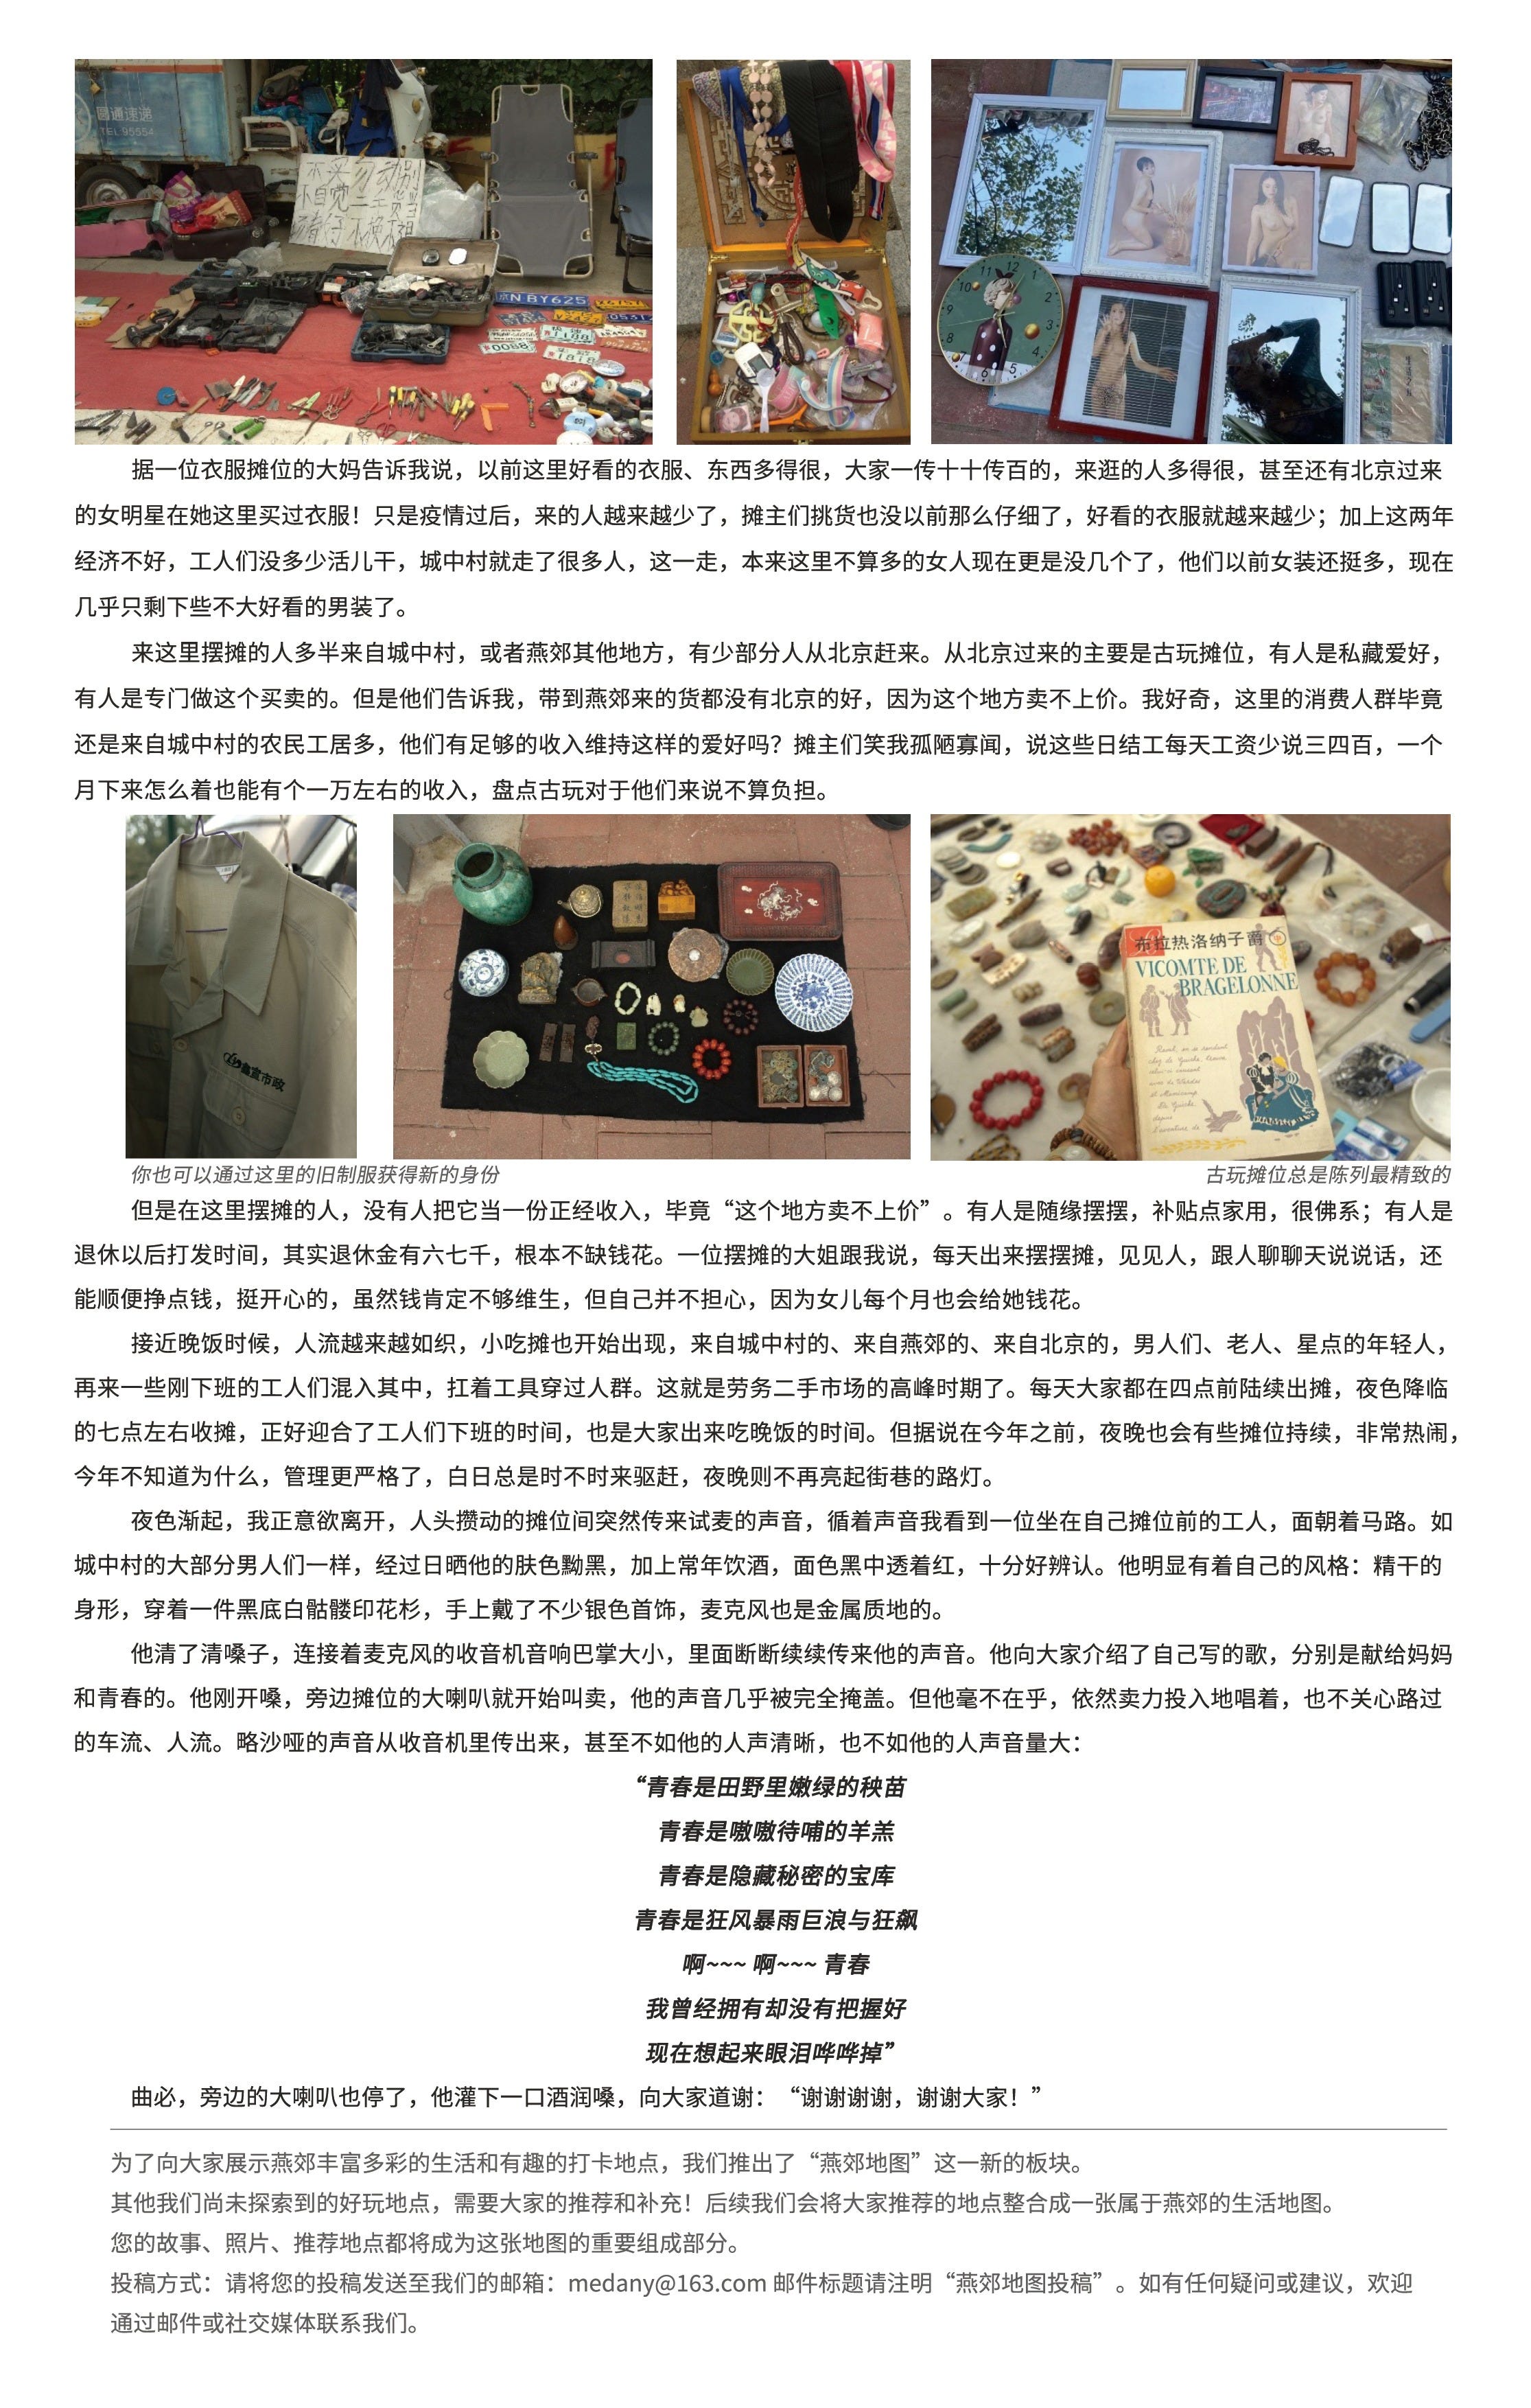 圆通速递
TEL.95554
N BY625
0088
1818
据一位衣服摊位的大妈告诉我说，以前这里好看的衣服、东西多得很，大家一传十十传百的，来逛的人多得很，甚至还有北京过来
的女明星在她这里买过衣服！只是疫情过后，来的人越来越少了，摊主们挑货也没以前那么仔细了，好看的衣服就越来越少；加上这两年
经济不好，工人们没多少活儿干，城中村就走了很多人，这一走，本来这里不算多的女人现在更是没几个了，他们以前女装还挺多，现在
几乎只剩下些不大好看的男装了。
来这里摆摊的人多半来自城中村，或者燕郊其他地方，有少部分人从北京赶来。从北京过来的主要是古玩摊位，有人是私藏爱好，
有人是专门做这个买卖的。但是他们告诉我，带到燕郊来的货都没有北京的好，因为这个地方卖不上价。我好奇，这里的消费人群毕竟
还是来自城中村的农民工居多，他们有足够的收入维持这样的爱好吗？摊主们笑我孤陋寡闻，说这些日结工每天工资少说三四百，一个
月下来怎么着也能有个一万左右的收入，盘点古玩对于他们来说不算负担。
鑫宜市政
布拉热洛纳子爵
VICOMTE DE
BRAGELONNE
你也可以通过这里的旧制服获得新的身份
古玩摊位总是陈列最精致的
但是在这里摆摊的人，没有人把它当一份正经收入，毕竟“这个地方卖不上价”。有人是随缘摆摆，补贴点家用，很佛系；有人是
退休以后打发时间，其实退休金有六七千，根本不缺钱花。一位摆摊的大姐跟我说，每天出来摆摆摊，见见人，跟人聊聊天说说话，还
能顺便挣点钱，挺开心的，虽然钱肯定不够维生，但自己并不担心，因为女儿每个月也会给她钱花。
接近晚饭时候，人流越来越如织，小吃摊也开始出现，来自城中村的、来自燕郊的、来自北京的，男人们、老人、星点的年轻人，
再来一些刚下班的工人们混入其中，扛着工具穿过人群。这就是劳务二手市场的高峰时期了。每天大家都在四点前陆续出摊，夜色降临
的七点左右收摊，正好迎合了工人们下班的时间，也是大家出来吃晚饭的时间。但据说在今年之前，夜晚也会有些摊位持续，非常热闹，
今年不知道为什么，管理更严格了，白日总是时不时来驱赶，夜晚则不再亮起街巷的路灯。
夜色渐起，我正意欲离开，人头攒动的摊位间突然传来试麦的声音，循着声音我看到一位坐在自己摊位前的工人，面朝着马路。如
城中村的大部分男人们一样，经过日晒他的肤色黝黑，加上常年饮酒，面色黑中透着红，十分好辨认。他明显有着自己的风格：精干的
身形，穿着一件黑底白骷髅印花衫，手上戴了不少银色首饰，麦克风也是金属质地的。
他清了清嗓子，连接着麦克风的收音机音响巴掌大小，里面断断续续传来他的声音。他向大家介绍了自己写的歌，分别是献给妈妈
和青春的。他刚开嗓，旁边摊位的大喇叭就开始叫卖，他的声音几乎被完全掩盖。但他毫不在乎，依然卖力投入地唱着，也不关心路过
的车流、人流。略沙哑的声音从收音机里传出来，甚至不如他的人声清晰，也不如他的人声音量大：
“青春是田野里嫩绿的秧苗
青春是嗷嗷待哺的羊羔
青春是隐藏秘密的宝库
青春是狂风暴雨巨浪与狂飙
啊~~~ 啊~~~ 青春
我曾经拥有却没有把握好
现在想起来眼泪哗哗掉”
曲必，旁边的大喇叭也停了，他灌下一口酒润嗓，向大家道谢：“谢谢谢谢，谢谢大家！”
为了向大家展示燕郊丰富多彩的生活和有趣的打卡地点，我们推出了“燕郊地图”这一新的板块。
其他我们尚未探索到的好玩地点，需要大家的推荐和补充！后续我们会将大家推荐的地点整合成一张属于燕郊的生活地图。
您的故事、照片、推荐地点都将成为这张地图的重要组成部分。
投稿方式：请将您的投稿发送至我们的邮箱：medany@163.com 邮件标题请注明“燕郊地图投稿”。如有任何疑问或建议，欢迎
通过邮件或社交媒体联系我们。